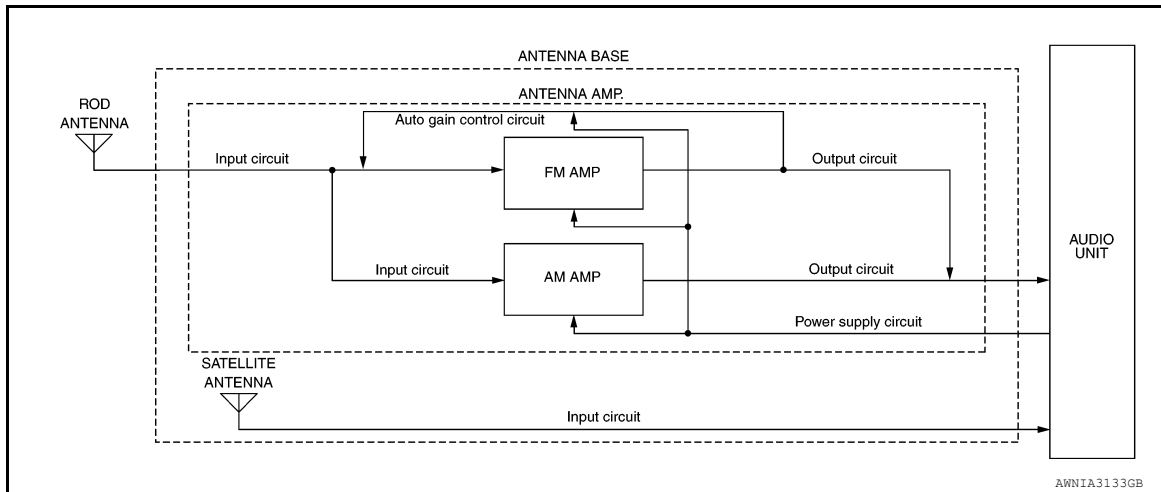 ANTENNA BASE
ROD
ANTENNA
ANTENNA AMP.
Auto gain control circuit
Input circuit
FM AMP
Output circuit
Input circuit
AM AMP
Output circuit
AUDIO
UNIT
Power supply circuit
SATELLITE
ANTENNA
Input circuit
AWNIA3133GB